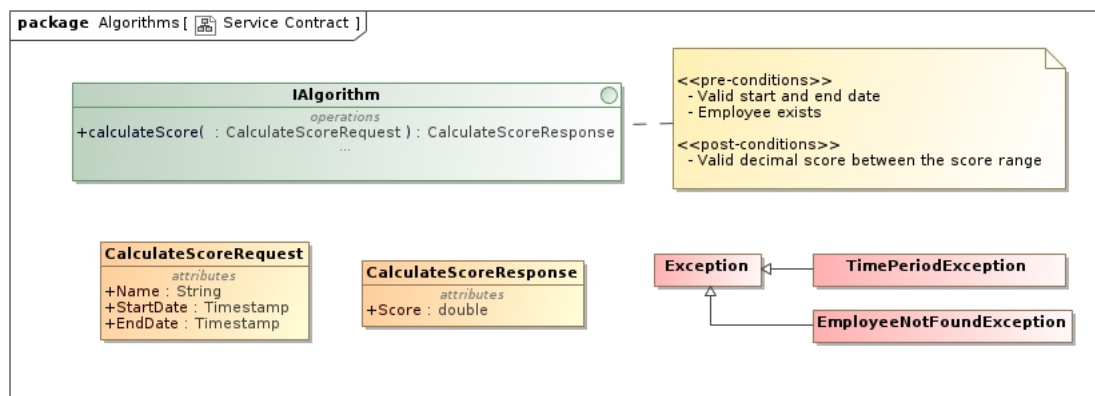 package Algorithms [ Service Contract ]
IAlgorithm
operations
+calculateScore( : CalculateScoreRequest ) : CalculateScoreResponse
...
<<pre-conditions>>
- Valid start and end date
- Employee exists
<<post-conditions>>
- Valid decimal score between the score range
CalculateScoreRequest
attributes
+Name : String
+StartDate : Timestamp
+EndDate : Timestamp
CalculateScoreResponse
attributes
+Score : double
Exception
TimePeriodException
EmployeeNotFoundException